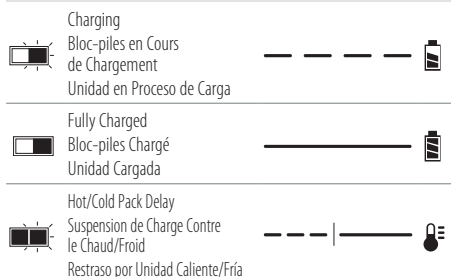 Charging
Bloc-piles en Cours
de Chargement
Unidad en Proceso de Carga
Fully Charged
Bloc-piles Chargé
Unidad Cargada
Hot/Cold Pack Delay
Suspension de Charge Contre
le Chaud/Froid
Restraso por Unidad Caliente/Fría